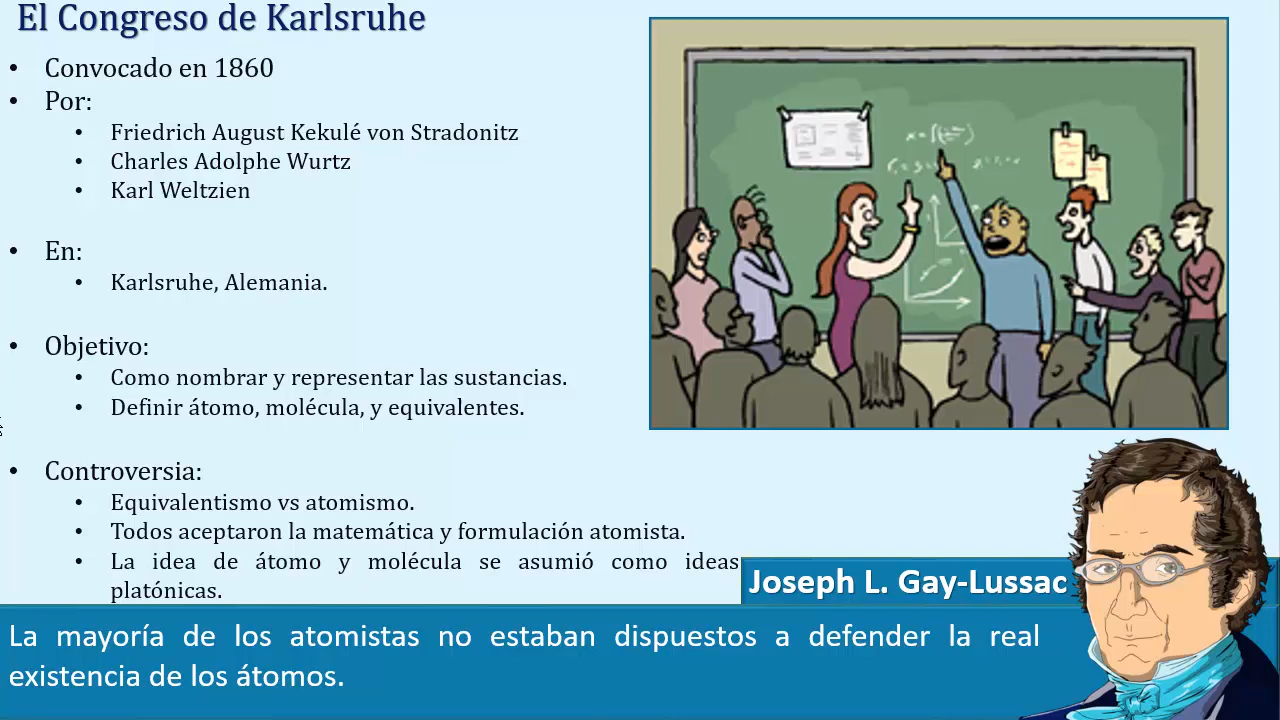 El Congreso de Karlsruhe
• Convocado en 1860
• Por:
• Friedrich August Kekulé von Stradonitz
• Charles Adolphe Wurtz
• Karl Weltzien
• En:
• Karlsruhe, Alemania.
• Objetivo:
• Como nombrar y representar las sustancias.
• Definir átomo, molécula, y equivalentes.
• Controversia:
• Equivalentismo vs atomismo.
• Todos aceptaron la matemática y formulación atomista.
• La idea de átomo y molécula se asumió como ideas
platónicas.
Joseph L. Gay-Lussac
La mayoría de los atomistas no estaban dispuestos a defender la real
existencia de los átomos.